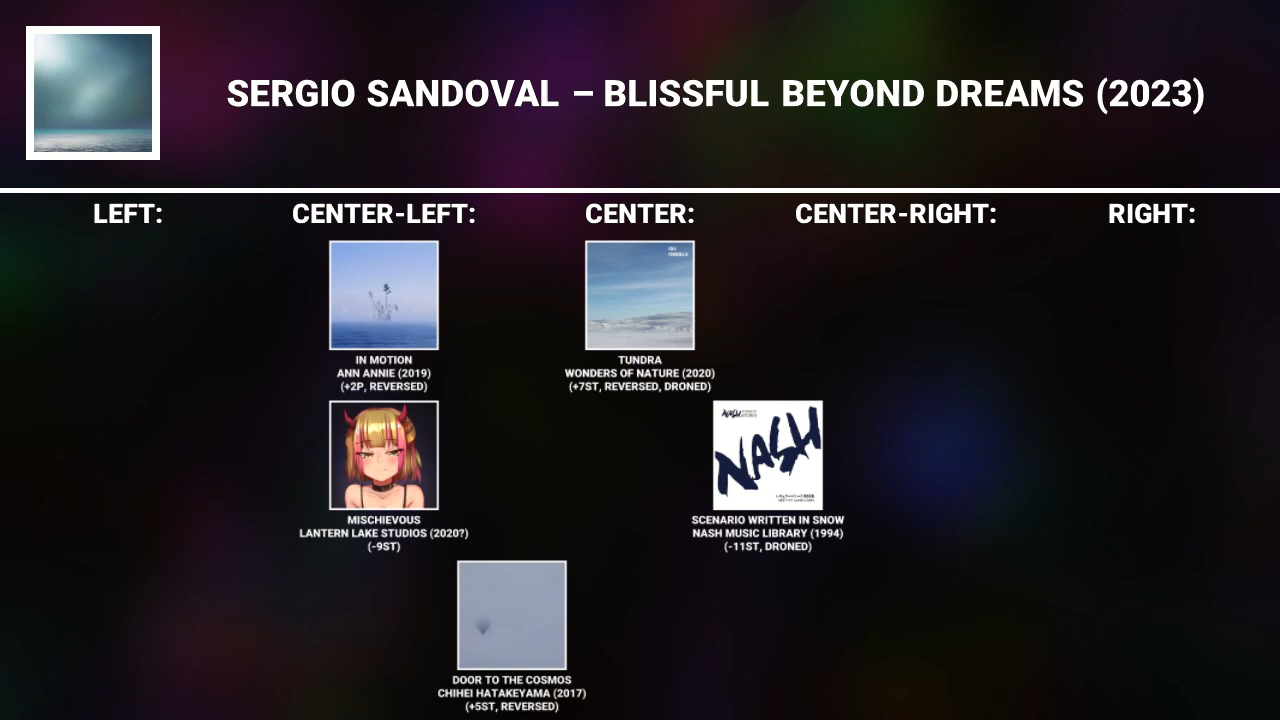 SERGIO SANDOVAL – BLISSFUL BEYOND DREAMS (2023)
LEFT:
CENTER-LEFT:
CENTER:
CENTER-RIGHT:
RIGHT:
IN MOTION
ANN ANNIE (2019)
(+2P, REVERSED)
TUNDRA
WONDERS OF NATURE (2020)
(+7ST, REVERSED, DRONED)
NASH
NASH
MISCHIEVOUS
LANTERN LAKE STUDIOS (2020?)
(-9ST)
SCENARIO WRITTEN IN SNOW
NASH MUSIC LIBRARY (1994)
(-11ST, DRONED)
DOOR TO THE COSMOS
CHIHEI HATAKEYAMA (2017)
(+5ST, REVERSED)